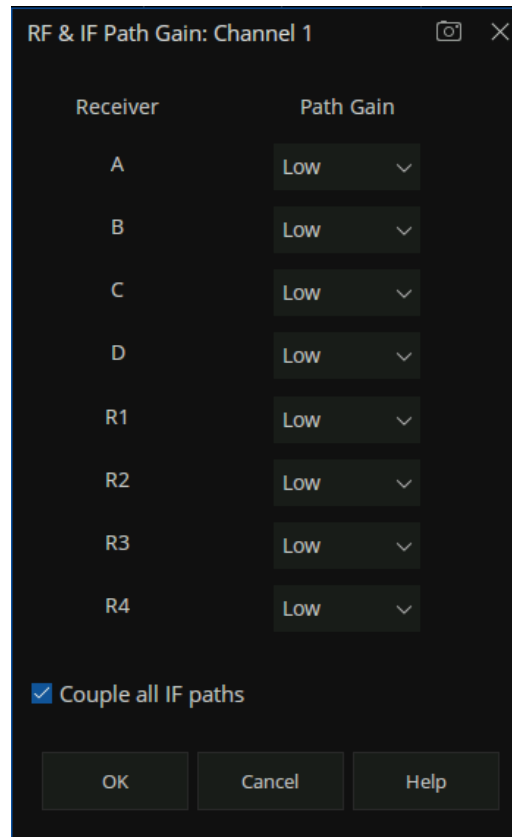 RF & IF Path Gain: Channel 1
Receiver Path Gain
A Low
B Low
C Low
D Low
R1 Low
R2 Low
R3 Low
R4 Low
Couple all IF paths
OK Cancel Help